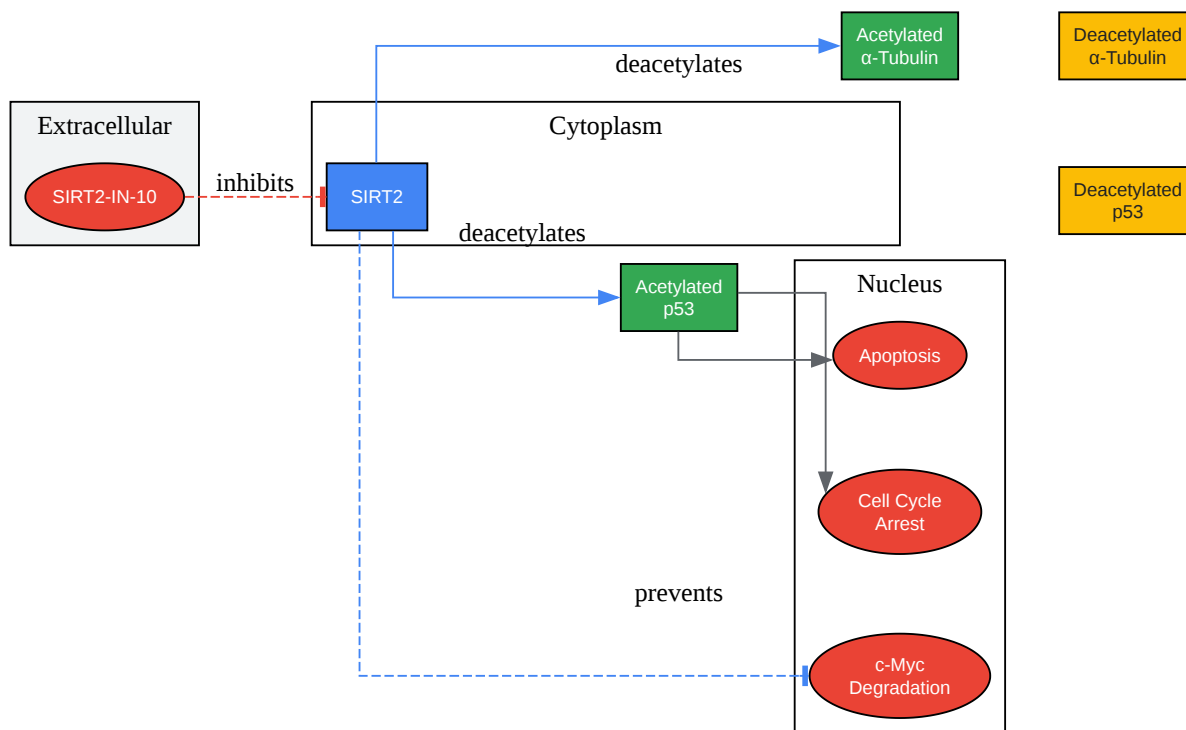 Acetylated
α-Tubulin
Deacetylated
α-Tubulin
deacetylates
Extracellular
Cytoplasm
SIRT2-IN-10
inhibits
SIRT2
Deacetylated
p53
deacetylates
Acetylated
p53
Nucleus
Apoptosis
Cell Cycle
Arrest
prevents
c-Myc
Degradation